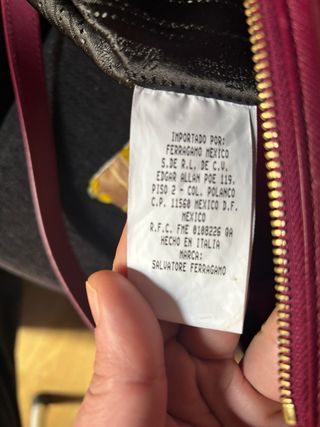 IMPORTADO POR:
FERRAGAMO MEXICO
S.DE R.L. DE C.V.
EDGAR ALLAN POE 119.
PISO 2 - COL. POLANCO
C.P. 11560 MEXICO D.F.
MEXICO
R.F.C. FME 0108226 QA
HECHO EN ITALIA
MARCA:
SALVATORE FERRAGAMO